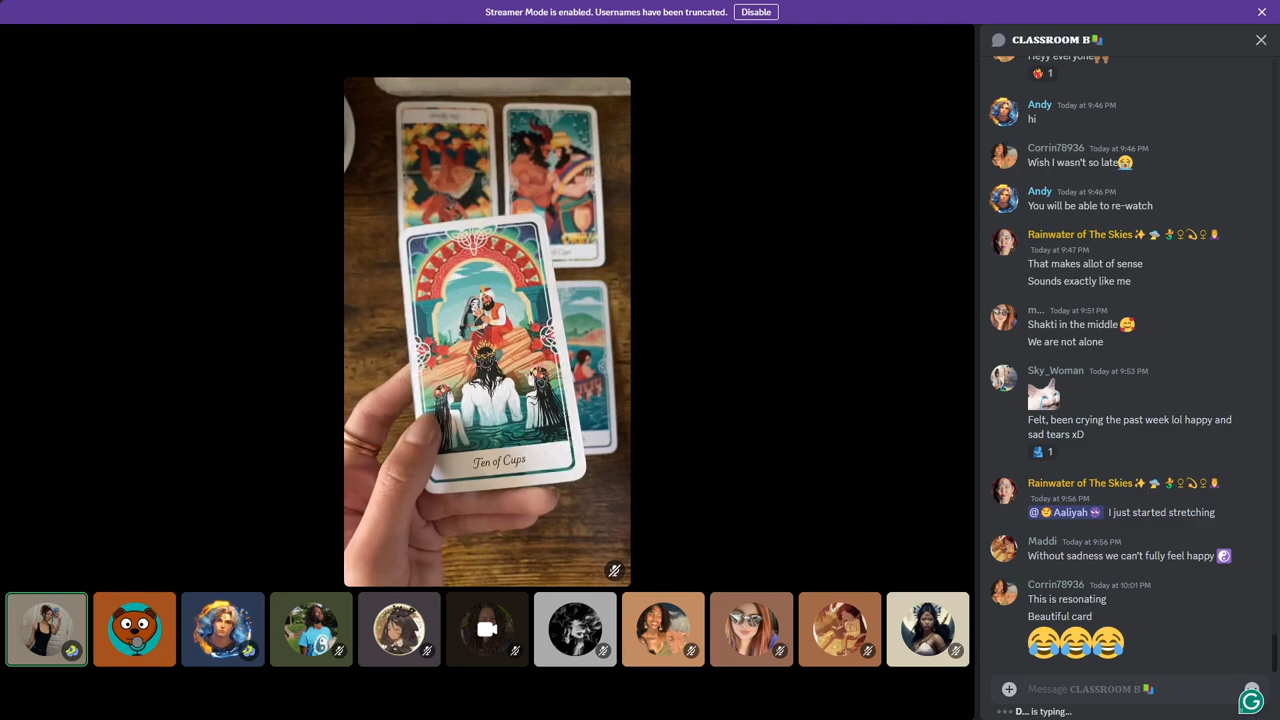 Streamer Mode is enabled. Usernames have been truncated. Disable
Ten of Cups
CLASSROOM B
Heyy everyone
1
Andy Today at 9:46 PM
hi
Corrin78936 Today at 9:46 PM
Wish I wasn't so late
Andy Today at 9:46 PM
You will be able to re-watch
Rainwater of The Skies
Today at 9:47 PM
That makes allot of sense
Sounds exactly like me
m... Today at 9:51 PM
Shakti in the middle
We are not alone
Sky_Woman Today at 9:53 PM
Felt, been crying the past week lol happy and
sad tears xD
1
Rainwater of The Skies
Today at 9:56 PM
@Aaliyah I just started stretching
Maddi Today at 9:56 PM
Without sadness we can't fully feel happy
Corrin78936 Today at 10:01 PM
This is resonating
Beautiful card
Message CLASSROOM B
D... is typing...